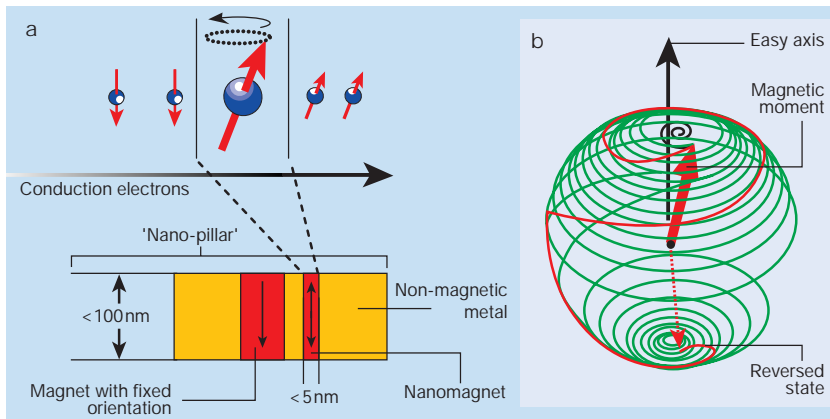 a
Conduction electrons
'Nano-pillar'
<100nm
Non-magnetic
metal
Magnet with fixed
orientation
<5nm
Nanomagnet
b
Easy axis
Magnetic
moment
Reversed
state